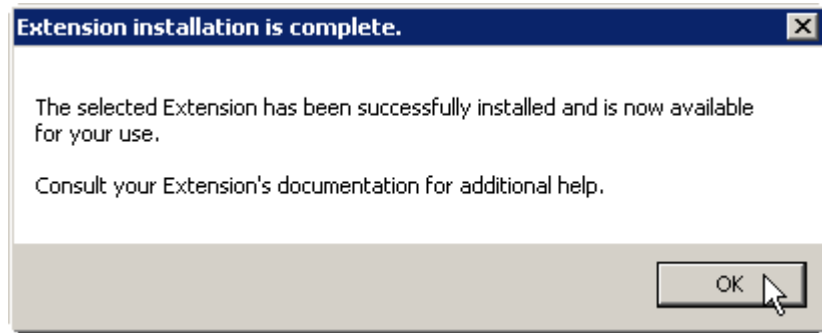 Extension installation is complete.
The selected Extension has been successfully installed and is now available
for your use.
Consult your Extension's documentation for additional help.
OK